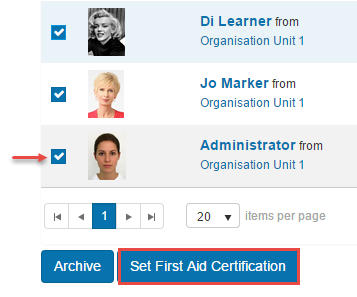 Di Learner from
Organisation Unit 1
Jo Marker from
Organisation Unit 1
Administrator from
Organisation Unit 1
1
20 items per page
Archive Set First Aid Certification